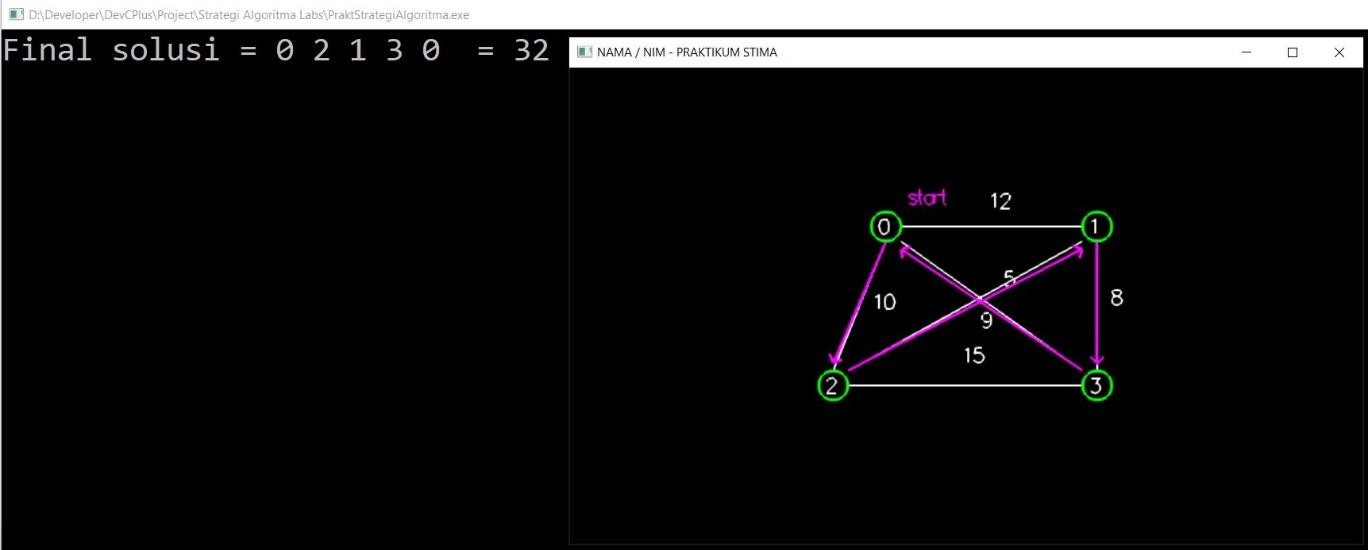 D:\Developer\DevCPlus\Project\Strategi Algoritma Labs\PraktStrategiAlgoritma.exe
Final solusi = 0 2 1 3 0  = 32
NAMA / NIM - PRAKTIKUM STIMA
start
12
0
1
5
10
8
9
15
2
3